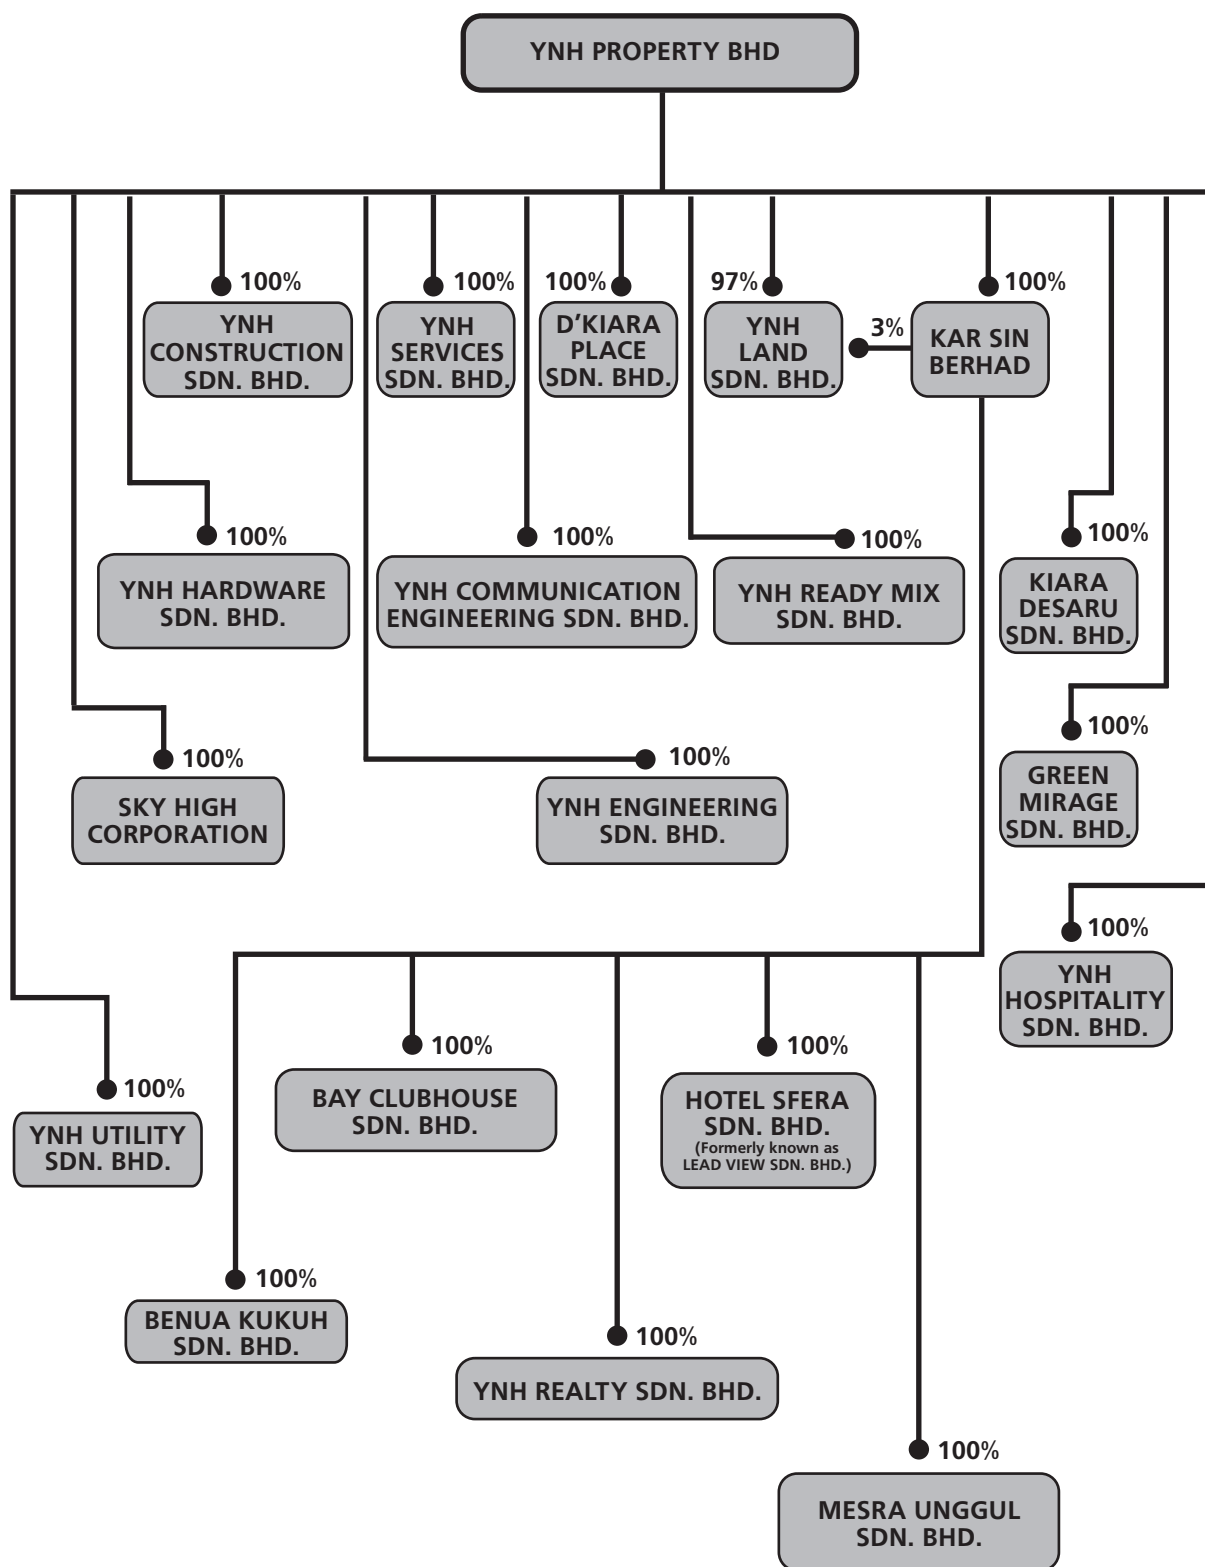 YNH PROPERTY BHD
100%
YNH
CONSTRUCTION
SDN. BHD.
100%
YNH
SERVICES
SDN. BHD.
100%
D'KIARA
PLACE
SDN. BHD.
97%
YNH
LAND
SDN. BHD.
3%
100%
KAR SIN
BERHAD
100%
YNH HARDWARE
SDN. BHD.
100%
YNH COMMUNICATION
ENGINEERING SDN. BHD.
100%
YNH READY MIX
SDN. BHD.
100%
KIARA
DESARU
SDN. BHD.
100%
SKY HIGH
CORPORATION
100%
YNH ENGINEERING
SDN. BHD.
100%
GREEN
MIRAGE
SDN. BHD.
100%
YNH
HOSPITALITY
SDN. BHD.
100%
YNH UTILITY
SDN. BHD.
100%
BAY CLUBHOUSE
SDN. BHD.
100%
HOTEL SFERA
SDN. BHD.
(Formerly known as
LEAD VIEW SDN. BHD.)
100%
BENUA KUKUH
SDN. BHD.
100%
YNH REALTY SDN. BHD.
100%
MESRA UNGGUL
SDN. BHD.